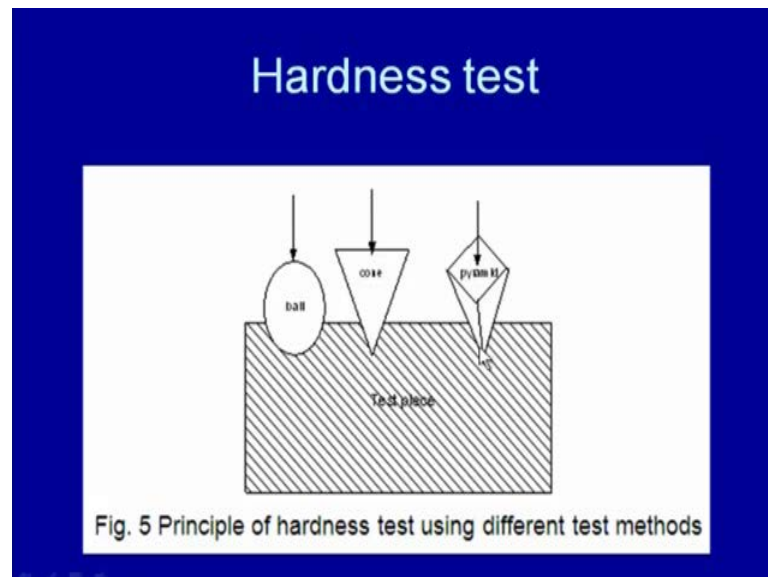 Hardness test
ball
cone
pyramid
Test piece
Fig. 5 Principle of hardness test using different test methods